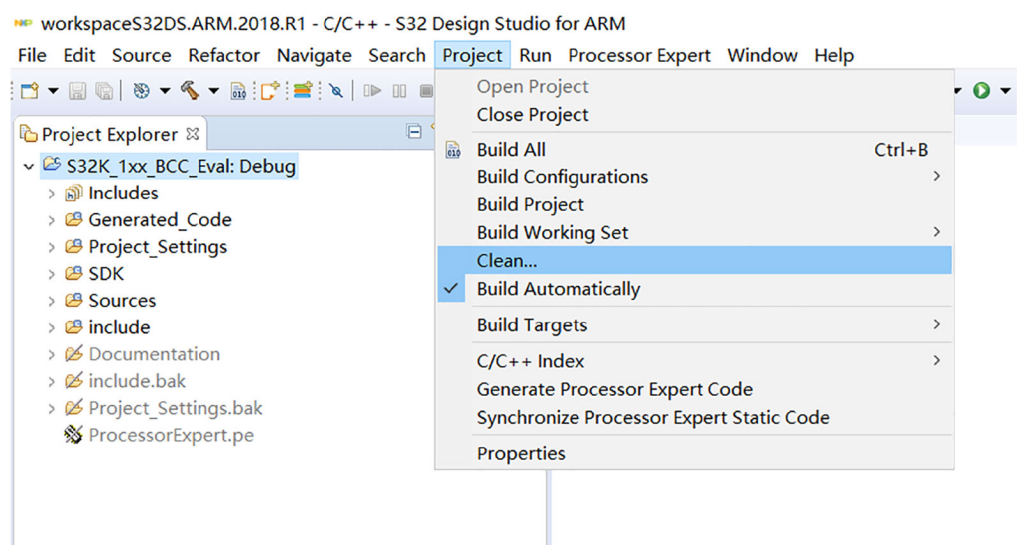 NXP workspaceS32DS.ARM.2018.R1 - C/C++ - S32 Design Studio for ARM
File Edit Source Refactor Navigate Search Project Run Processor Expert Window Help
Project Explorer
S32K_1xx_BCC_Eval: Debug
Includes
Generated_Code
Project_Settings
SDK
Sources
include
Documentation
include.bak
Project_Settings.bak
ProcessorExpert.pe
Open Project
Close Project
010 Build All Ctrl+B
Build Configurations
Build Project
Build Working Set
Clean...
Build Automatically
Build Targets
C/C++ Index
Generate Processor Expert Code
Synchronize Processor Expert Static Code
Properties